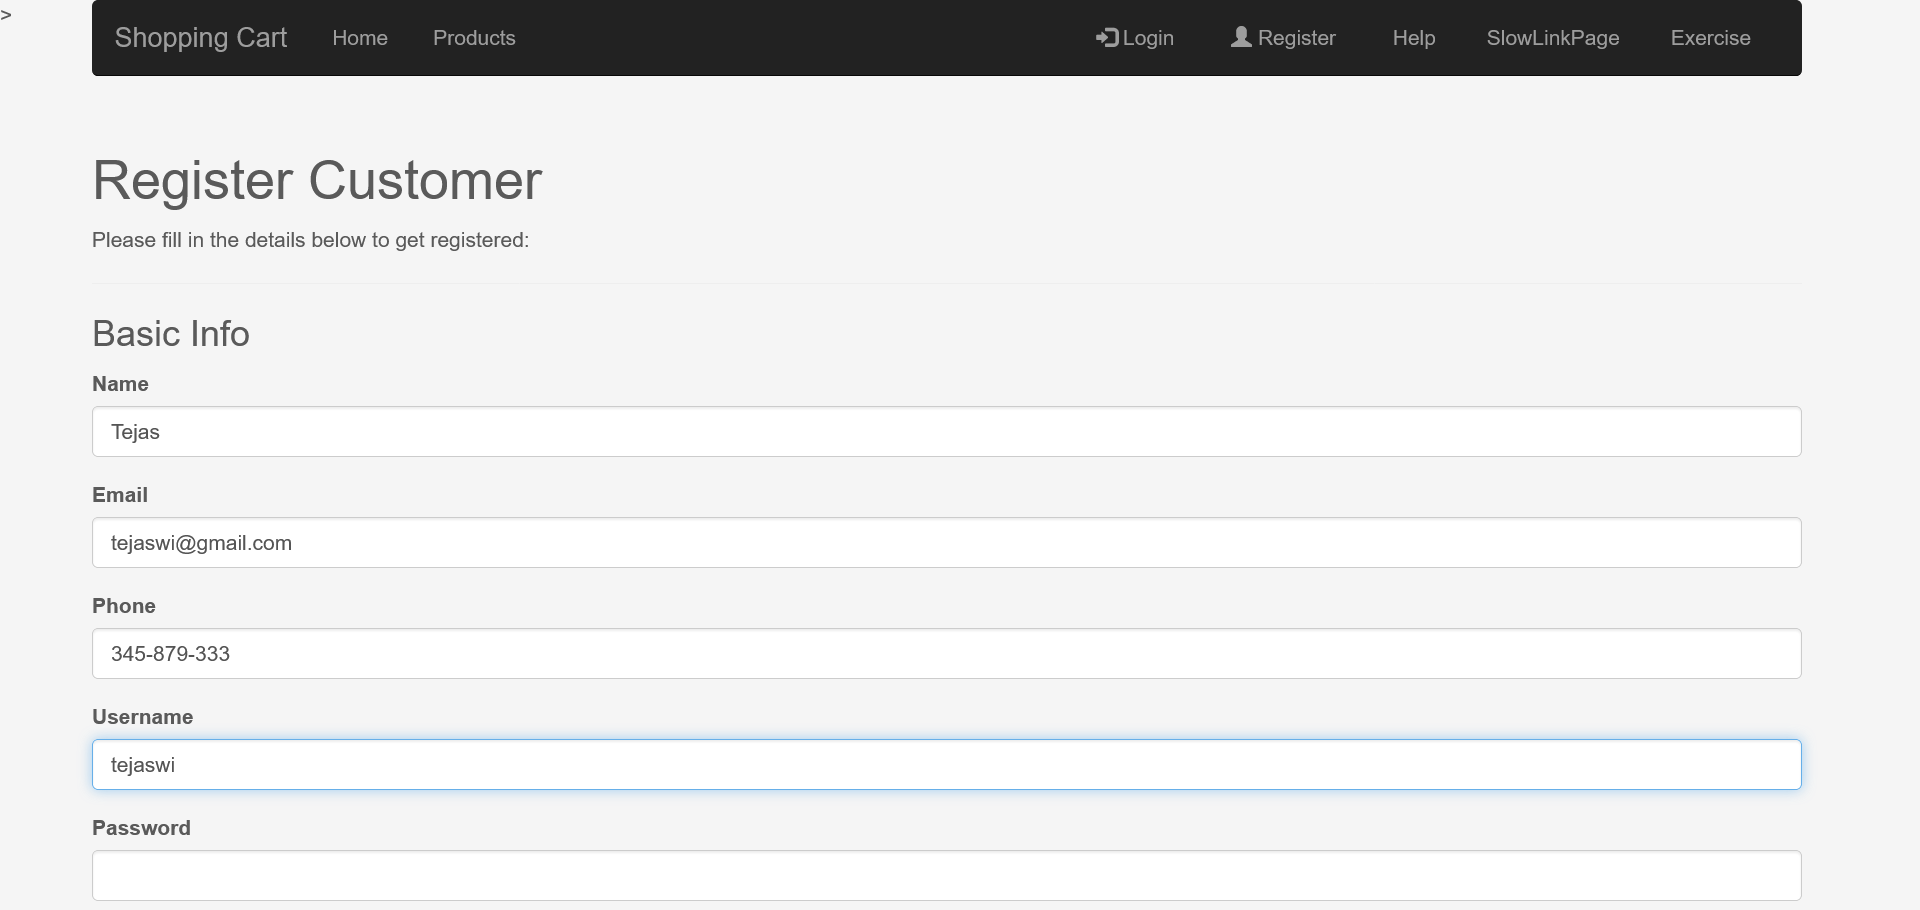 >
Shopping Cart Home Products Login Register Help SlowLinkPage Exercise
Register Customer
Please fill in the details below to get registered:
Basic Info
Name
Tejas
Email
tejaswi@gmail.com
Phone
345-879-333
Username
tejaswi
Password